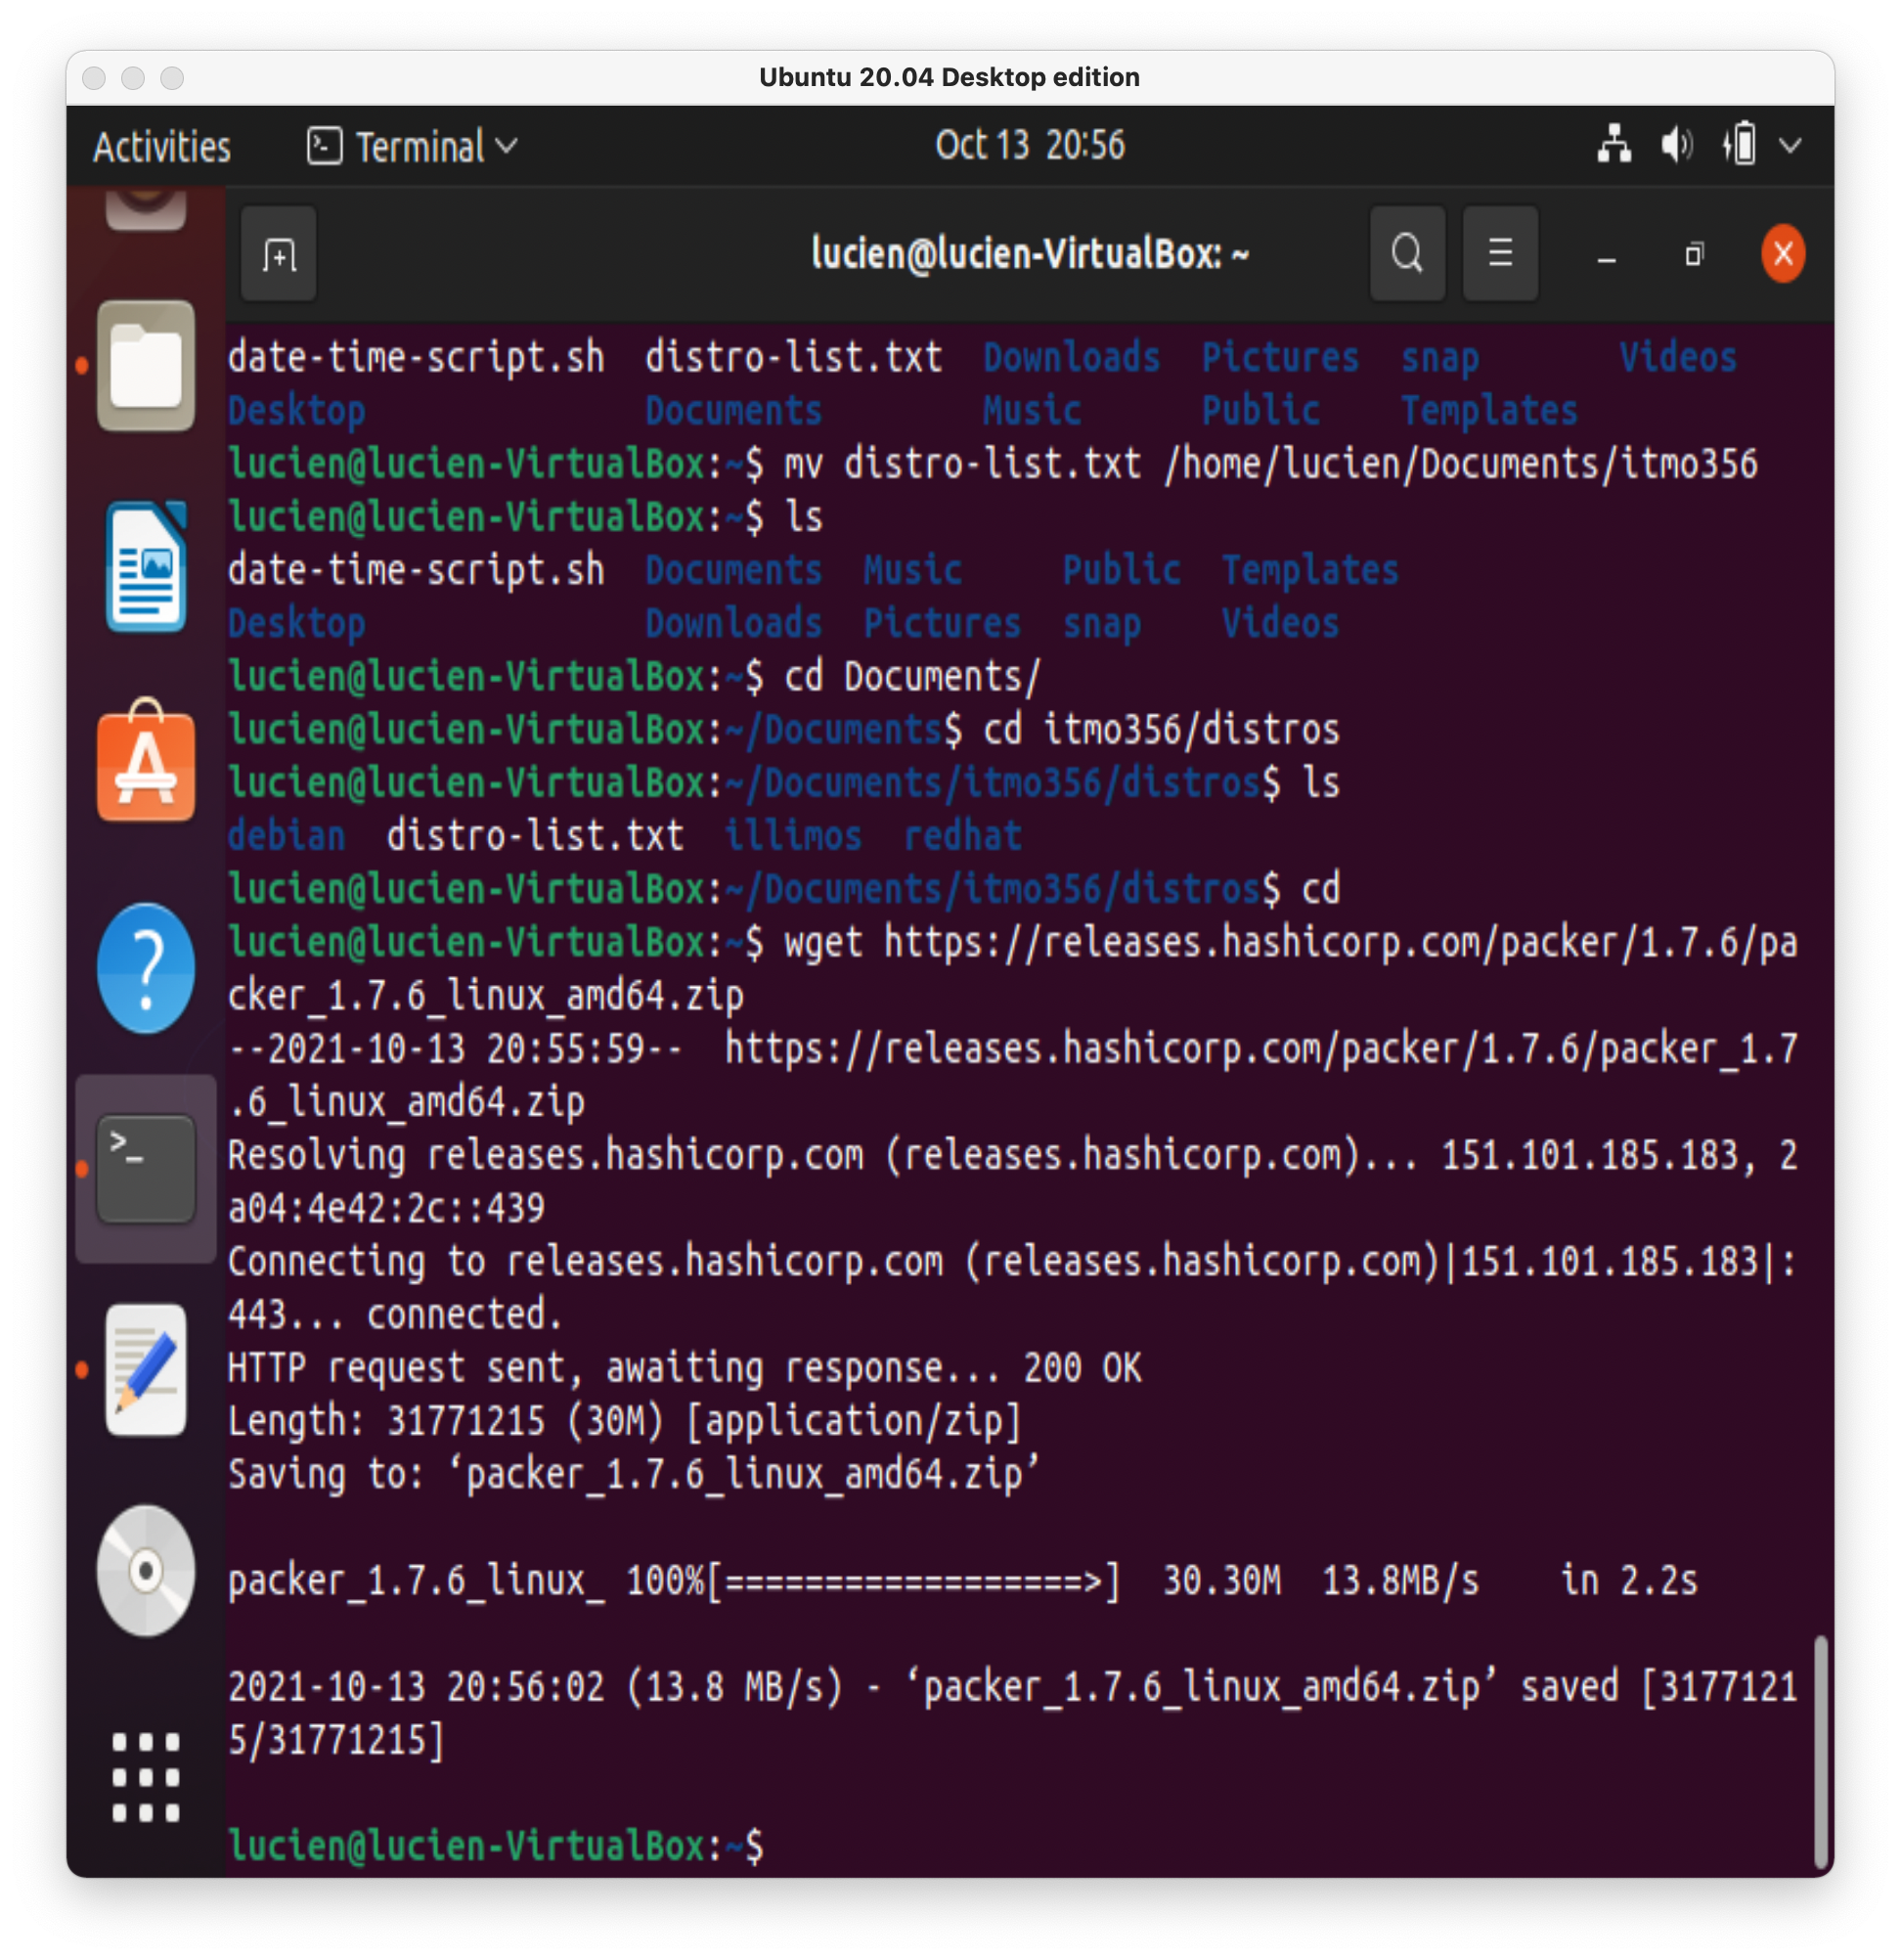 Ubuntu 20.04 Desktop edition
Activities Terminal Oct 13 20:56
lucien@lucien-VirtualBox: ~
date-time-script.sh distro-list.txt Downloads Pictures snap Videos
Desktop Documents Music Public Templates
lucien@lucien-VirtualBox:~$ mv distro-list.txt /home/lucien/Documents/itmo356
lucien@lucien-VirtualBox:~$ ls
date-time-script.sh Documents Music Public Templates
Desktop Downloads Pictures snap Videos
lucien@lucien-VirtualBox:~$ cd Documents/
lucien@lucien-VirtualBox:~/Documents$ cd itmo356/distros
lucien@lucien-VirtualBox:~/Documents/itmo356/distros$ ls
debian distro-list.txt illimos redhat
lucien@lucien-VirtualBox:~/Documents/itmo356/distros$ cd
lucien@lucien-VirtualBox:~$ wget https://releases.hashicorp.com/packer/1.7.6/pa
cker_1.7.6_linux_amd64.zip
--2021-10-13 20:55:59-- https://releases.hashicorp.com/packer/1.7.6/packer_1.7
.6_linux_amd64.zip
Resolving releases.hashicorp.com (releases.hashicorp.com)... 151.101.185.183, 2
a04:4e42:2c::439
Connecting to releases.hashicorp.com (releases.hashicorp.com)|151.101.185.183|:
443... connected.
HTTP request sent, awaiting response... 200 OK
Length: 31771215 (30M) [application/zip]
Saving to: ‘packer_1.7.6_linux_amd64.zip’
packer_1.7.6_linux_ 100%[==================>] 30.30M 13.8MB/s in 2.2s
2021-10-13 20:56:02 (13.8 MB/s) - ‘packer_1.7.6_linux_amd64.zip’ saved [3177121
5/31771215]
lucien@lucien-VirtualBox:~$